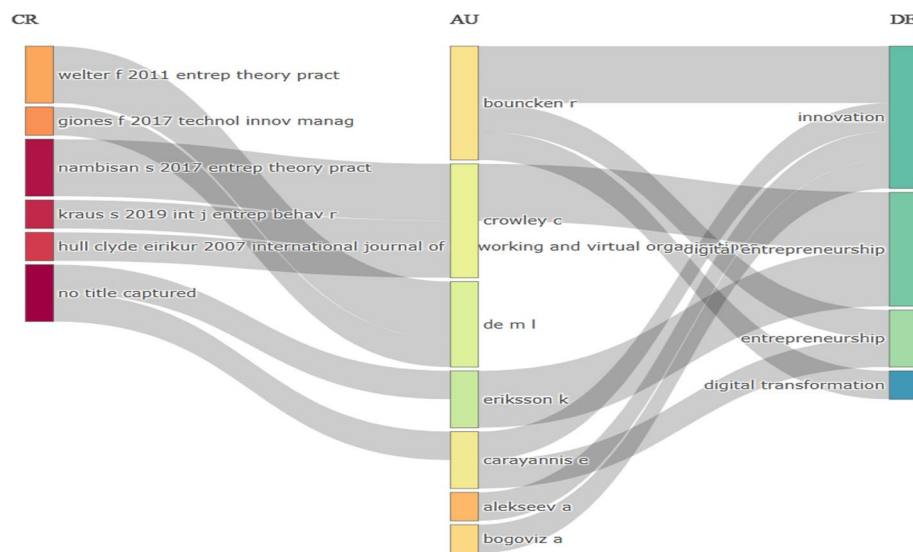 CR
AU
DE
welter f 2011 entrep theory pract
giones f 2017 technol innov manag
nambisan s 2017 entrep theory pract
kraus s 2019 int j entrep behav r
hull clyde eirikur 2007 international journal of working and virtual organisations
no title captured
bouncken r
crowley c
de m l
eriksson k
carayannis e
alekseev a
bogoviz a
innovation
digital entrepreneurship
entrepreneurship
digital transformation